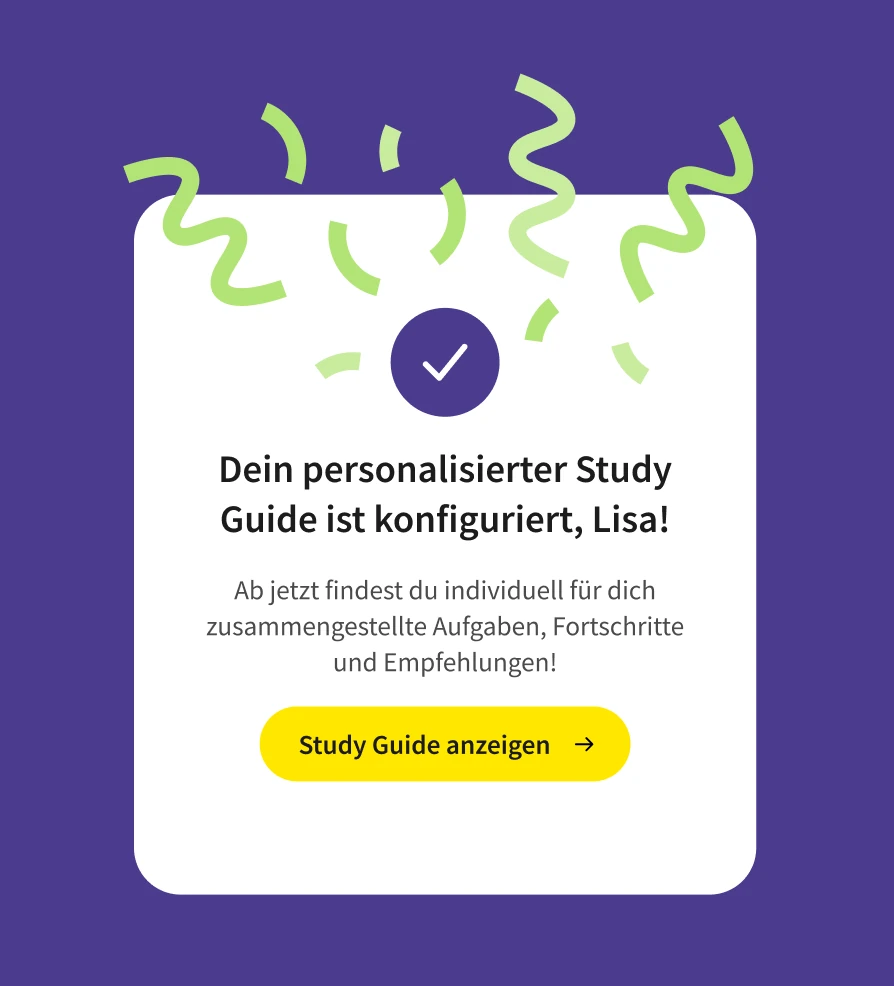 Dein personalisierter Study
Guide ist konfiguriert, Lisa!
Ab jetzt findest du individuell für dich
zusammengestellte Aufgaben, Fortschritte
und Empfehlungen!
Study Guide anzeigen →